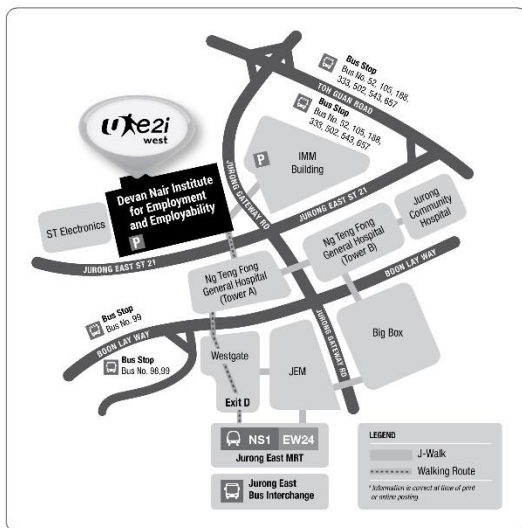 Bus Stop
Bus No. 52, 105, 188,
333, 502, 543, 657
TOH GUAN ROAD
Bus Stop
Bus No. 52, 105, 188,
333, 502, 543, 657
e2i
west
P
IMM
Building
JURONG GATEWAY RD
Devan Nair Institute
for Employment
and Employability
P
ST Electronics
JURONG EAST ST 21
JURONG EAST ST 21
Jurong
Community
Hospital
Ng Teng Fong
General Hospital
(Tower B)
Ng Teng Fong
General Hospital
(Tower A)
BOON LAY WAY
Bus Stop
Bus No. 99
BOON LAY WAY
Bus Stop
Bus No. 96,99
Westgate
JEM
JURONG GATEWAY RD
Big Box
Exit D
NS1 EW24
Jurong East MRT
Jurong East
Bus Interchange
LEGEND
J-Walk
Walking Route
* Information is correct at time of print
or online posting.